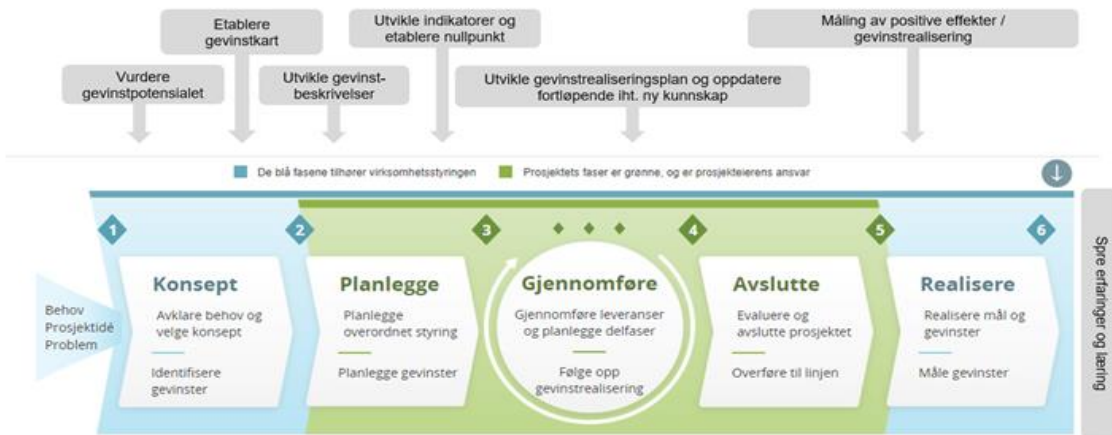 Etablere
gevinstkart
Utvikle indikatorer og
etablere nullpunkt
Måling av positive effekter /
gevinstrealisering
Vurdere
gevinstpotensialet
Utvikle gevinst-
beskrivelser
Utvikle gevinstrealiseringsplan og oppdatere
fortløpende iht. ny kunnskap
De blå fasene tilhører virksomhetsstyringen
Prosjektets faser er grønne, og er prosjekteierens ansvar
1
2
3
4
5
6
Behov
Prosjektidé
Problem
Konsept
Avklare behov og
velge konsept
Identifisere
gevinster
Planlegge
Planlegge
overordnet styring
Planlegge gevinster
Gjennomføre
Gjennomføre leveranser
og planlegge delfaser
Følge opp
gevinstrealisering
Avslutte
Evaluere og
avslutte prosjektet
Overføre til linjen
Realisere
Realisere mål og
gevinster
Måle gevinster
Spre erfaringer og læring